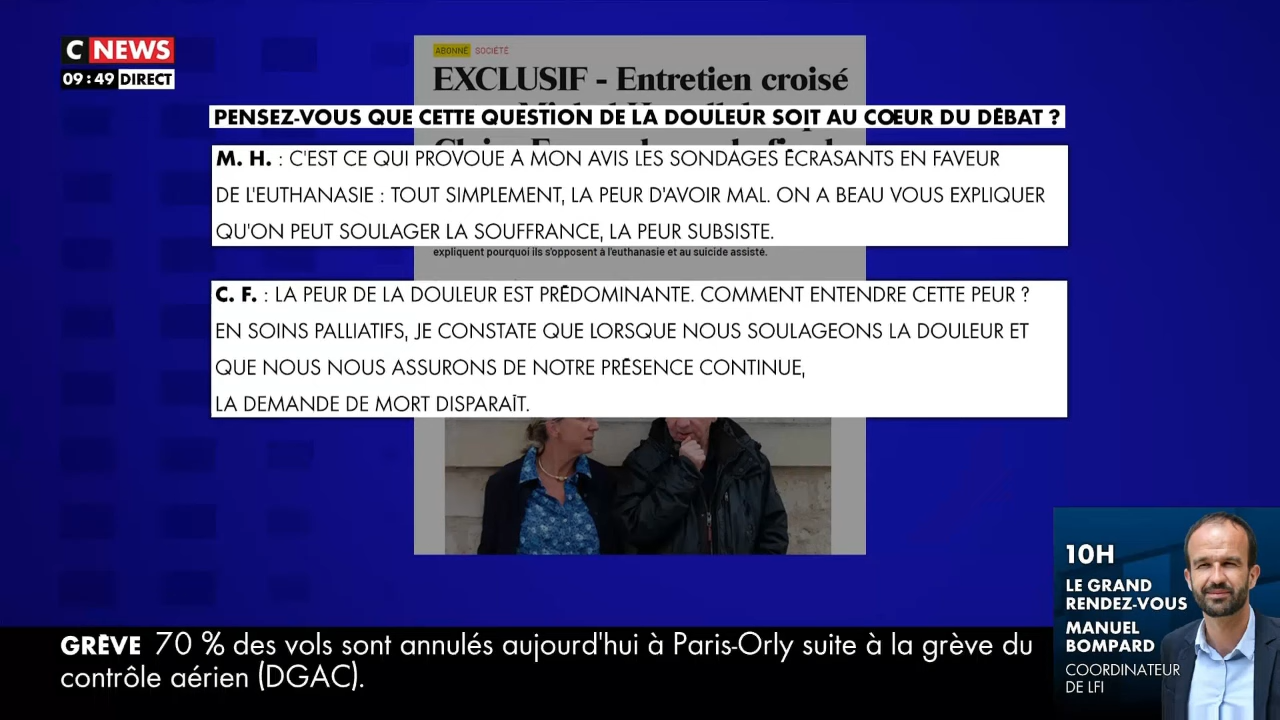 C NEWS
09:49 DIRECT
ABONNÉ SOCIÉTÉ
EXCLUSIF - Entretien croisé
PENSEZ-VOUS QUE CETTE QUESTION DE LA DOULEUR SOIT AU CŒUR DU DÉBAT ?
M. H. : C'EST CE QUI PROVOQUE À MON AVIS LES SONDAGES ÉCRASANTS EN FAVEUR
DE L'EUTHANASIE : TOUT SIMPLEMENT, LA PEUR D'AVOIR MAL. ON A BEAU VOUS EXPLIQUER
QU'ON PEUT SOULAGER LA SOUFFRANCE, LA PEUR SUBSISTE.
expliquent pourquoi ils s'opposent à l'euthanasie et au suicide assisté.
C. F. : LA PEUR DE LA DOULEUR EST PRÉDOMINANTE. COMMENT ENTENDRE CETTE PEUR ?
EN SOINS PALLIATIFS, JE CONSTATE QUE LORSQUE NOUS SOULAGEONS LA DOULEUR ET
QUE NOUS NOUS ASSURONS DE NOTRE PRÉSENCE CONTINUE,
LA DEMANDE DE MORT DISPARAÎT.
10H
LE GRAND
RENDEZ-VOUS
MANUEL
BOMPARD
COORDINATEUR
DE LFI
GRÈVE 70 % des vols sont annulés aujourd'hui à Paris-Orly suite à la grève du
contrôle aérien (DGAC).